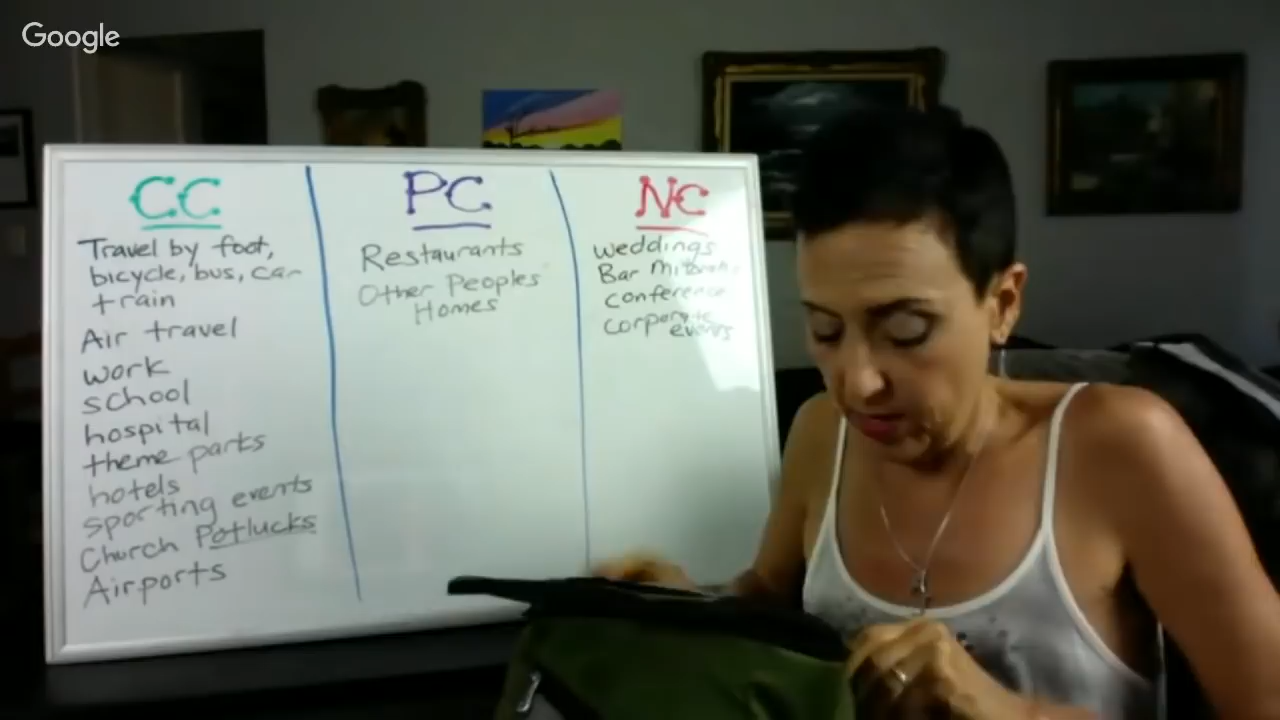 Google
CC
Travel by foot,
bicycle, bus, car
train
Air travel
work
school
hospital
theme parks
hotels
sporting events
Church Potlucks
Airports
PC
Restaurants
Other Peoples
Homes
NC
weddings
Bar
conference
corporate
events